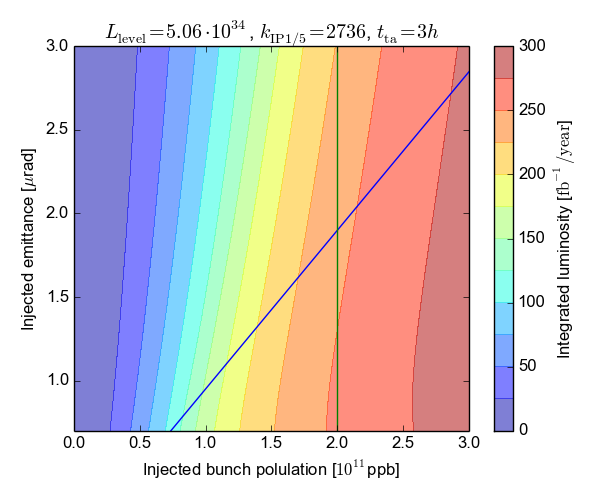 L_level=5.06·10^34, k_IP1/5=2736, t_ta=3h
3.0
2.5
2.0
1.5
1.0
Injected emittance [μrad]
0.0 0.5 1.0 1.5 2.0 2.5 3.0
Injected bunch polulation [10^11 ppb]
300
250
200
150
100
50
0
Integrated luminosity [fb^-1/year]